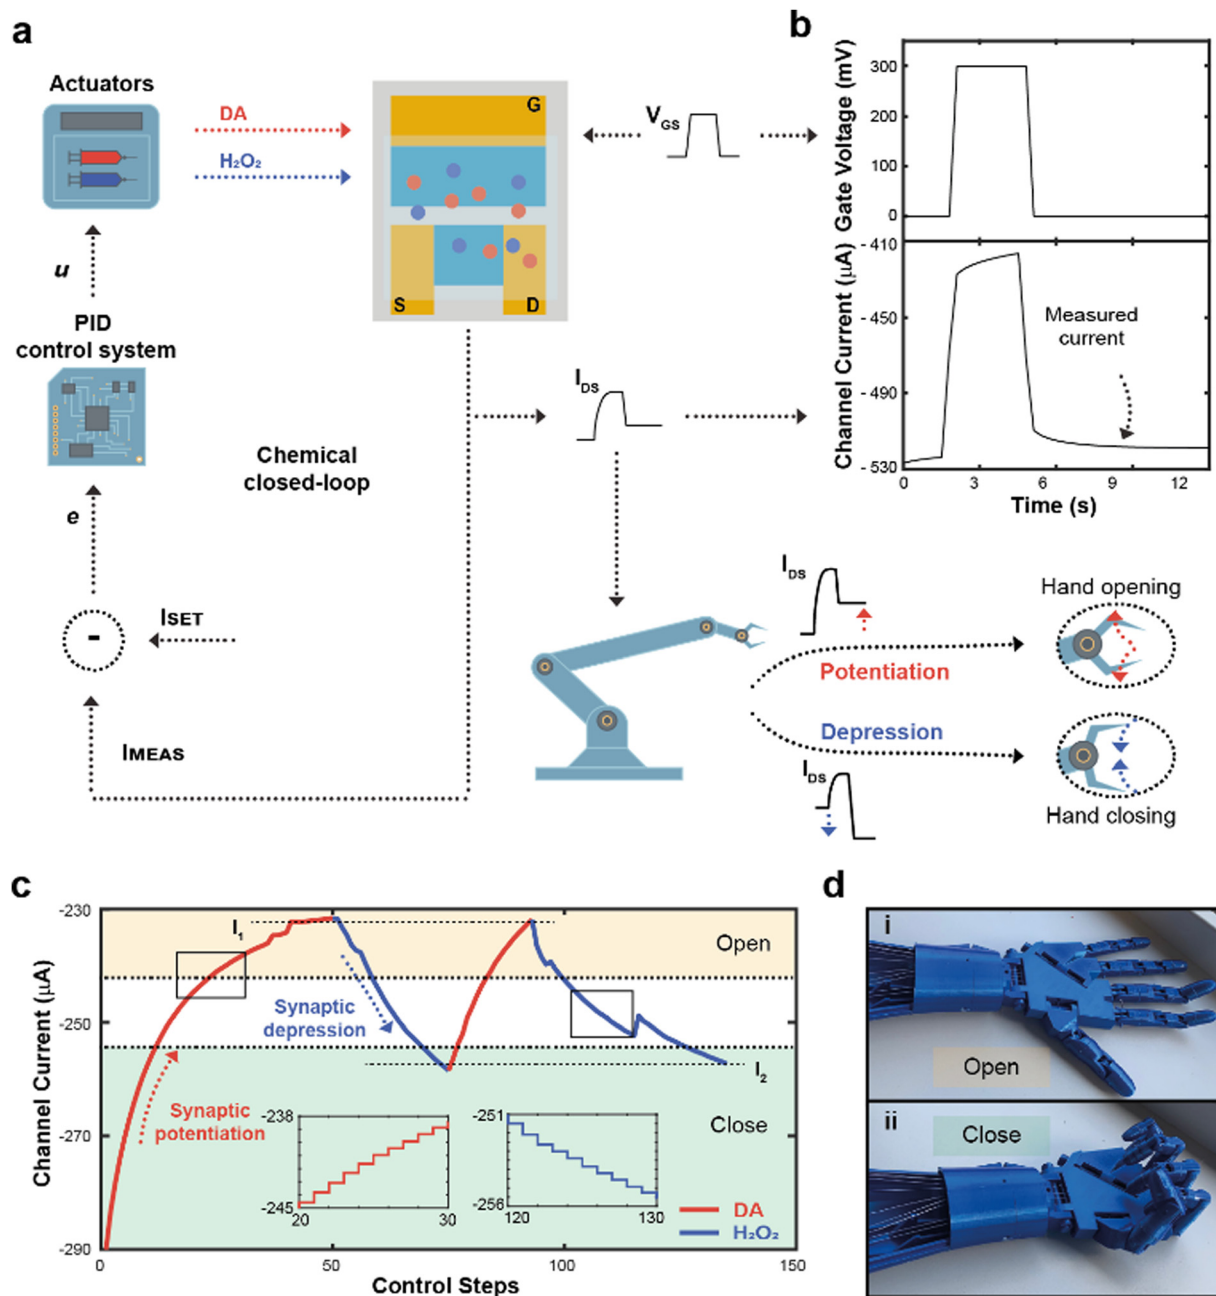 a
Actuators
DA
H₂O₂
G
S
D
V_GS
u
PID
control system
e
Chemical
closed-loop
-
I_SET
I_MEAS
I_DS
I_DS
Potentiation
Hand opening
Depression
I_DS
Hand closing
b
Gate Voltage (mV)
300
200
100
0
Channel Current (µA)
- 410
- 450
- 490
- 530
Measured
current
0
3
6
9
12
Time (s)
c
Channel Current (µA)
-230
-250
-270
-290
I₁
Open
Synaptic
depression
I₂
Synaptic
potentiation
Close
-238
-245
20
30
-251
-256
120
130
DA
H₂O₂
0
50
100
150
Control Steps
d
i
Open
ii
Close